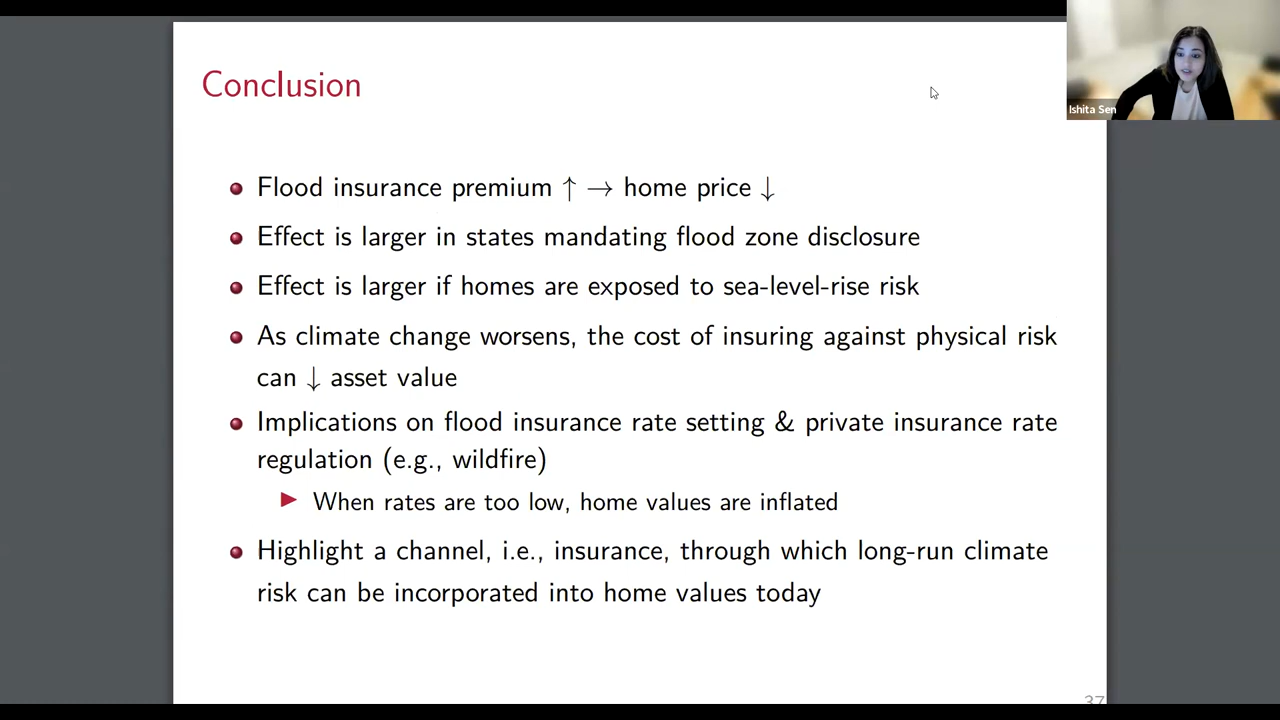 Conclusion
Ishita Sen
Flood insurance premium ↑ → home price ↓
Effect is larger in states mandating flood zone disclosure
Effect is larger if homes are exposed to sea-level-rise risk
As climate change worsens, the cost of insuring against physical risk
can ↓ asset value
Implications on flood insurance rate setting & private insurance rate
regulation (e.g., wildfire)
When rates are too low, home values are inflated
Highlight a channel, i.e., insurance, through which long-run climate
risk can be incorporated into home values today
37